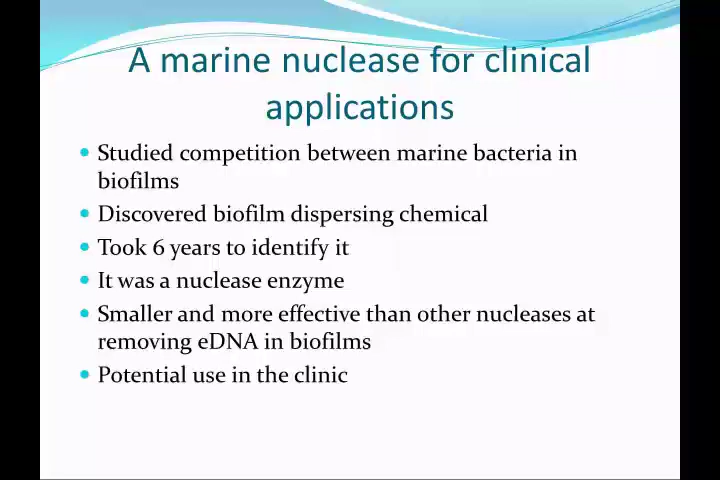 A marine nuclease for clinical
applications
• Studied competition between marine bacteria in
biofilms
• Discovered biofilm dispersing chemical
• Took 6 years to identify it
• It was a nuclease enzyme
• Smaller and more effective than other nucleases at
removing eDNA in biofilms
• Potential use in the clinic